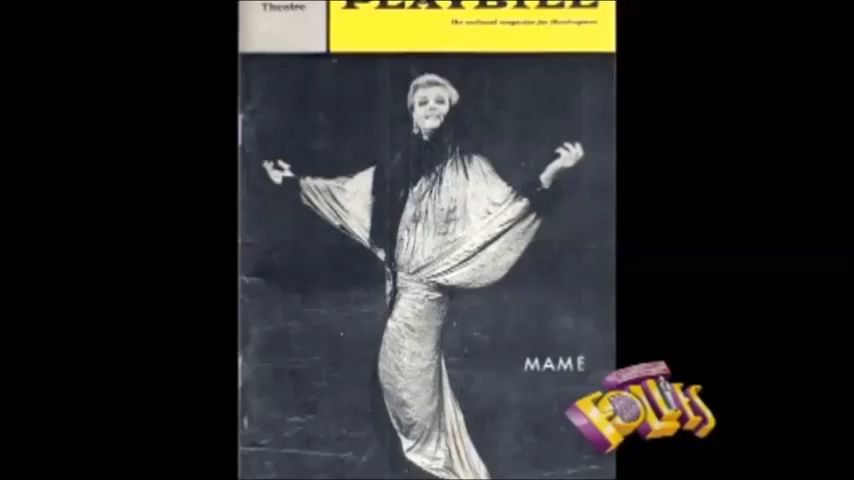 Theatre
PLAYBILL
the national magazine for theatregoers
MAME
FOLLIES